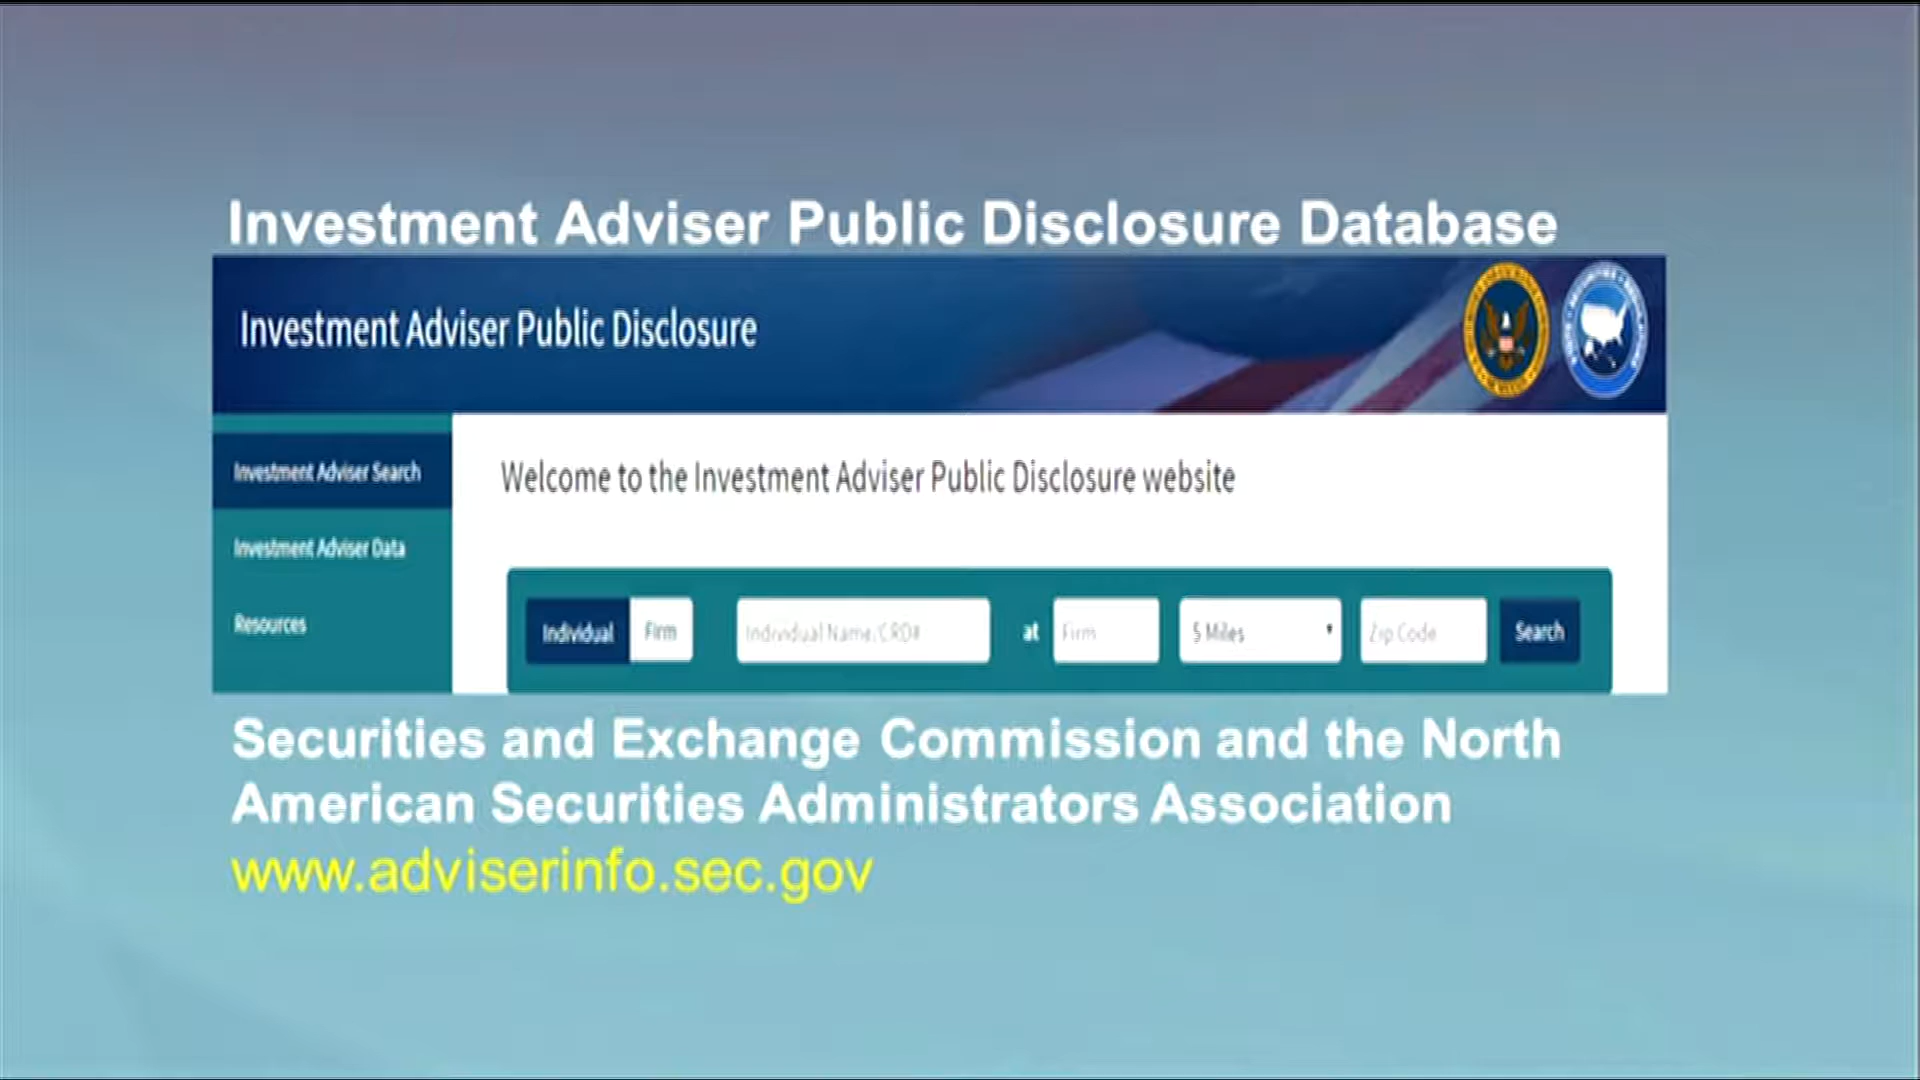 Investment Adviser Public Disclosure Database
Investment Adviser Public Disclosure
Investment Adviser Search
Investment Adviser Data
Resources
Welcome to the Investment Adviser Public Disclosure website
Individual Firm Individual Name/CRD# at Firm 5 Miles Zip Code Search
Securities and Exchange Commission and the North
American Securities Administrators Association
www.adviserinfo.sec.gov